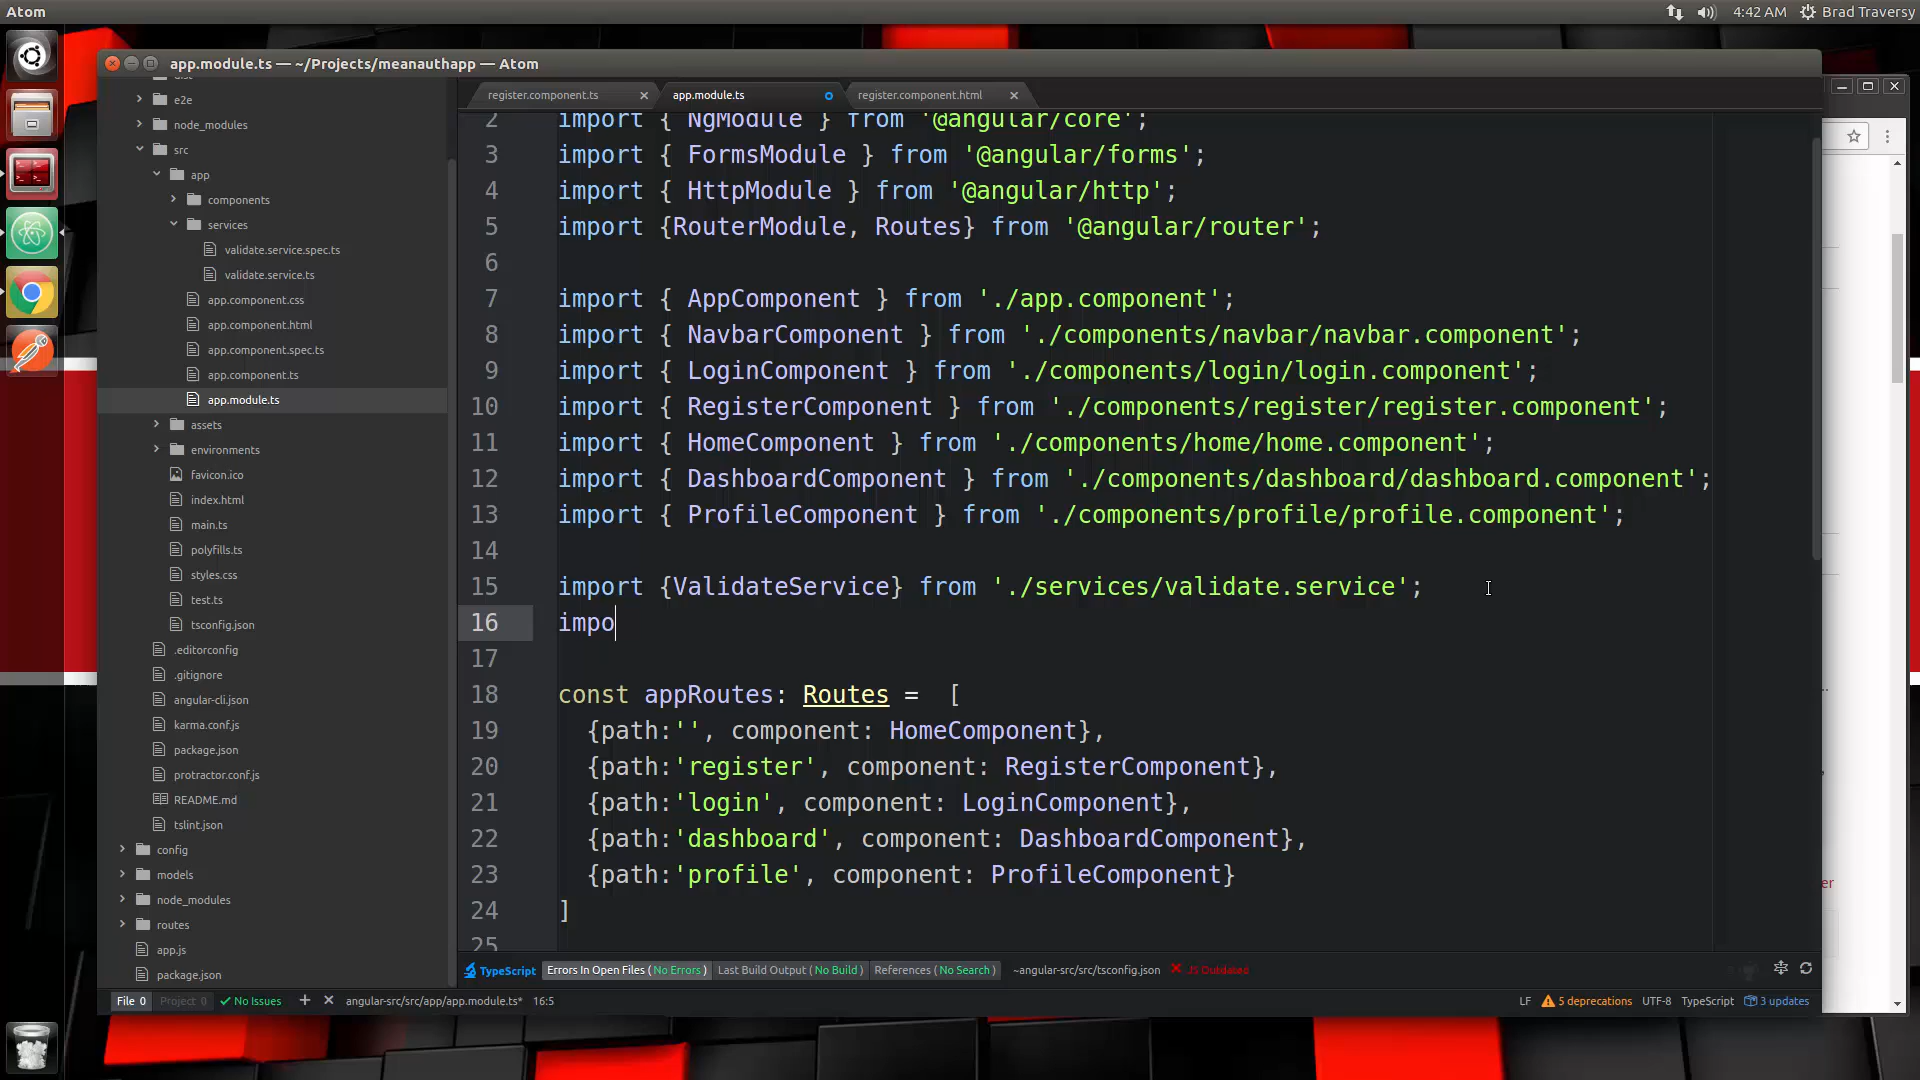 Atom
4:42 AM
Brad Traversy
app.module.ts — ~/Projects/meanauthapp — Atom
e2e
node_modules
src
app
components
services
validate.service.spec.ts
validate.service.ts
app.component.css
app.component.html
app.component.spec.ts
app.component.ts
app.module.ts
assets
environments
favicon.ico
index.html
main.ts
polyfills.ts
styles.css
test.ts
tsconfig.json
.editorconfig
.gitignore
angular-cli.json
karma.conf.js
package.json
protractor.conf.js
README.md
tslint.json
config
models
node_modules
routes
app.js
package.json
register.component.ts
app.module.ts
register.component.html
2 import { NgModule } from '@angular/core';
3 import { FormsModule } from '@angular/forms';
4 import { HttpModule } from '@angular/http';
5 import {RouterModule, Routes} from '@angular/router';
6
7 import { AppComponent } from './app.component';
8 import { NavbarComponent } from './components/navbar/navbar.component';
9 import { LoginComponent } from './components/login/login.component';
10 import { RegisterComponent } from './components/register/register.component';
11 import { HomeComponent } from './components/home/home.component';
12 import { DashboardComponent } from './components/dashboard/dashboard.component';
13 import { ProfileComponent } from './components/profile/profile.component';
14
15 import {ValidateService} from './services/validate.service';
16 impo
17
18 const appRoutes: Routes =  [
19 {path:'', component: HomeComponent},
20 {path:'register', component: RegisterComponent},
21 {path:'login', component: LoginComponent},
22 {path:'dashboard', component: DashboardComponent},
23 {path:'profile', component: ProfileComponent}
24 ]
25
TypeScript Errors In Open Files ( No Errors ) Last Build Output ( No Build ) References ( No Search ) ~angular-src/src/tsconfig.json JS Outdated
File 0 Project 0 No Issues + × angular-src/src/app/app.module.ts* 16:5 LF 5 deprecations UTF-8 TypeScript 3 updates